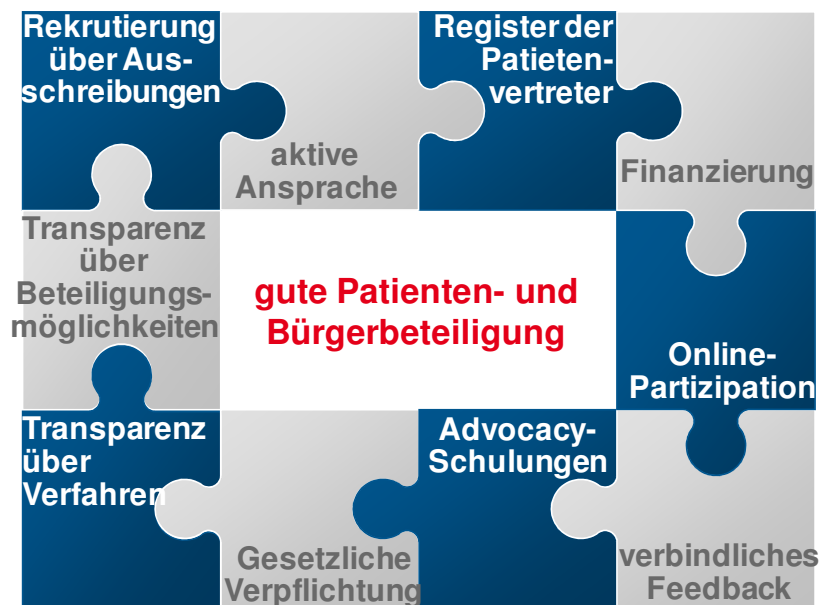 Rekrutierung
über Aus-
schreibungen
aktive
Ansprache
Register der
Patieten-
vertreter
Finanzierung
Transparenz
über
Beteiligungs-
möglichkeiten
gute Patienten- und
Bürgerbeteiligung
Online-
Partizipation
Transparenz
über
Verfahren
Gesetzliche
Verpflichtung
Advocacy-
Schulungen
verbindliches
Feedback